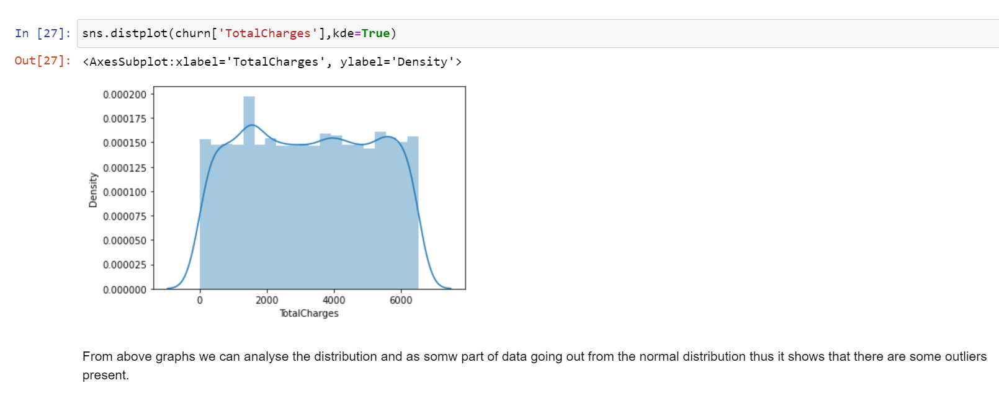 In [27]: sns.distplot(churn['TotalCharges'],kde=True)
Out[27]: <AxesSubplot:xlabel='TotalCharges', ylabel='Density'>
0.000200
0.000175
0.000150
0.000125
0.000100
0.000075
0.000050
0.000025
0.000000
Density
0 2000 4000 6000
TotalCharges
From above graphs we can analyse the distribution and as somw part of data going out from the normal distribution thus it shows that there are some outliers
present.